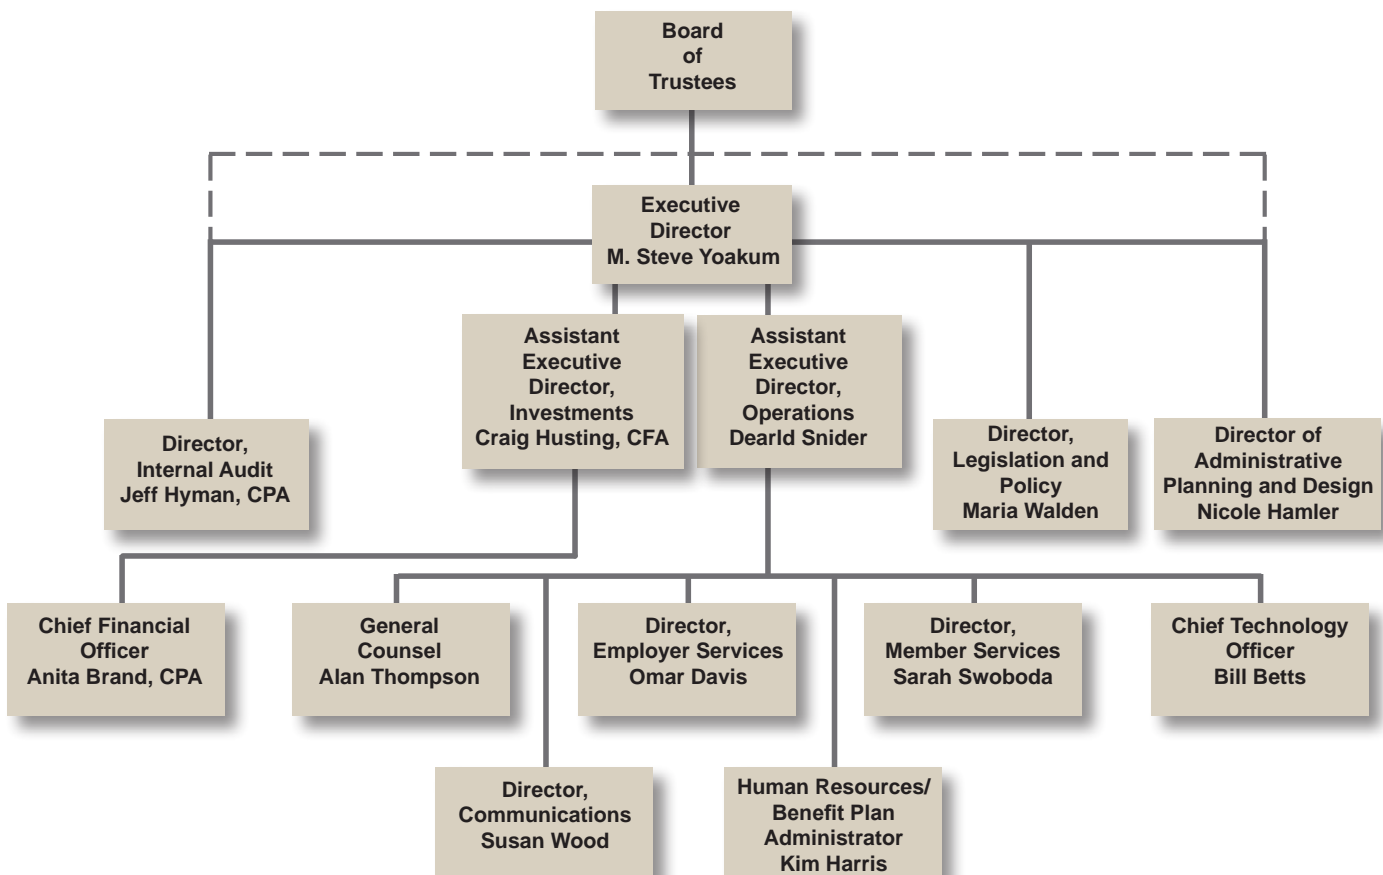 Board
of
Trustees
Executive
Director
M. Steve Yoakum
Assistant
Executive
Director,
Investments
Craig Husting, CFA
Assistant
Executive
Director,
Operations
Dearld Snider
Director,
Internal Audit
Jeff Hyman, CPA
Director,
Legislation and
Policy
Maria Walden
Director of
Administrative
Planning and Design
Nicole Hamler
Chief Financial
Officer
Anita Brand, CPA
General
Counsel
Alan Thompson
Director,
Employer Services
Omar Davis
Director,
Member Services
Sarah Swoboda
Chief Technology
Officer
Bill Betts
Director,
Communications
Susan Wood
Human Resources/
Benefit Plan
Administrator
Kim Harris